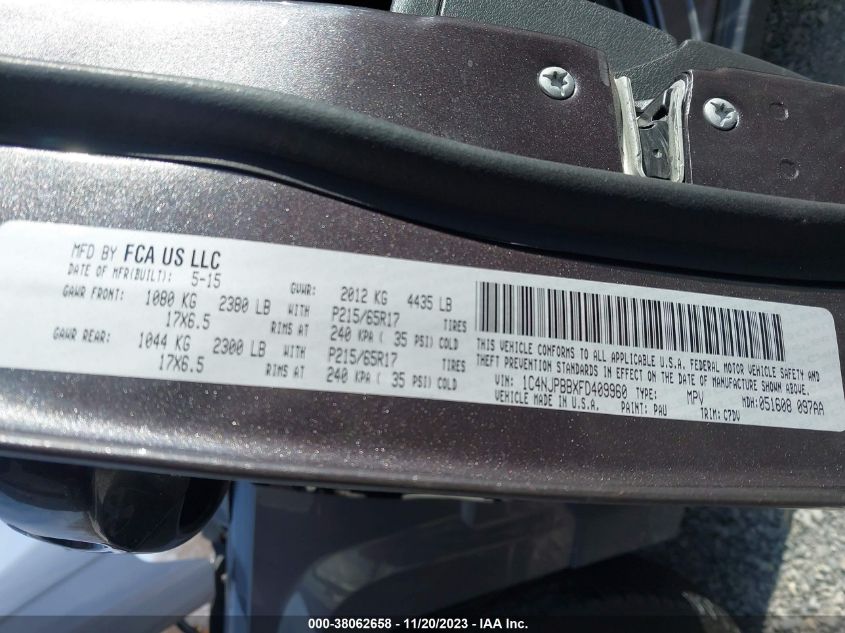 MFD BY FCA US LLC
DATE OF MFR(BUILT): 5-15 GVWR: 2012 KG 4435 LB
GAWR FRONT: 1080 KG 2380 LB WITH P215/65R17 TIRES
17X6.5 RIMS AT 240 KPA ( 35 PSI) COLD
GAWR REAR: 1044 KG 2300 LB WITH P215/65R17 TIRES
17X6.5 RIMS AT 240 KPA ( 35 PSI) COLD
THIS VEHICLE CONFORMS TO ALL APPLICABLE U.S.A. FEDERAL MOTOR VEHICLE SAFETY AND
THEFT PREVENTION STANDARDS IN EFFECT ON THE DATE OF MANUFACTURE SHOWN ABOVE.
VIN: 1C4NJPBBXFD409960 TYPE: MPV MDH:051608 097AA
VEHICLE MADE IN U.S.A. PAINT: PAU TRIM: C7DV
000-38062658 - 11/20/2023 - IAA Inc.